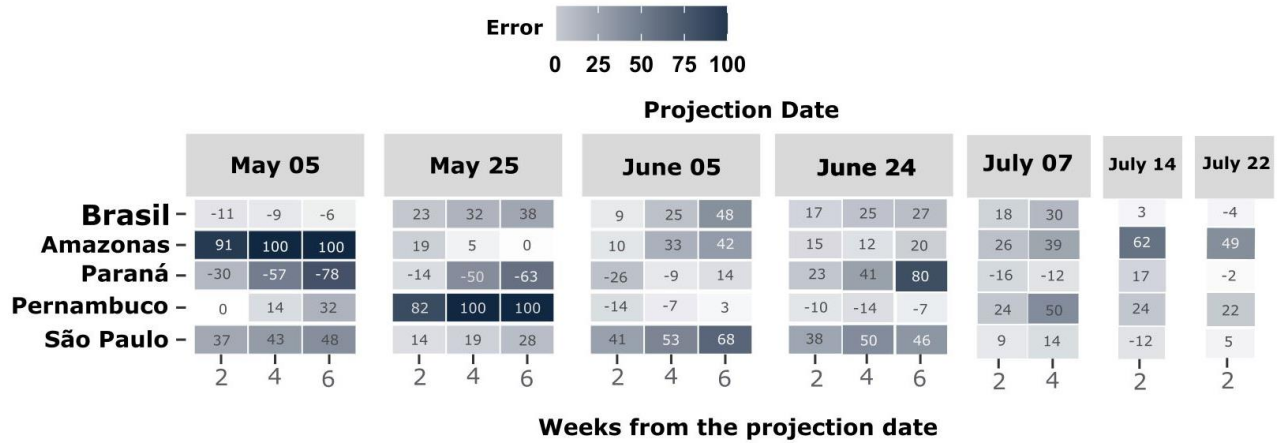 Error
0 25 50 75 100
Projection Date
May 05 May 25 June 05 June 24 July 07 July 14 July 22
Brasil -11 -9 -6 23 32 38 9 25 48 17 25 27 18 30 3 -4
Amazonas 91 100 100 19 5 0 10 33 42 15 12 20 26 39 62 49
Paraná -30 -57 -78 -14 -50 -63 -26 -9 14 23 41 80 -16 -12 17 -2
Pernambuco 0 14 32 82 100 100 -14 -7 3 -10 -14 -7 24 50 24 22
São Paulo 37 43 48 14 19 28 41 53 68 38 50 46 9 14 -12 5
2 4 6 2 4 6 2 4 6 2 4 6 2 4 2 2
Weeks from the projection date